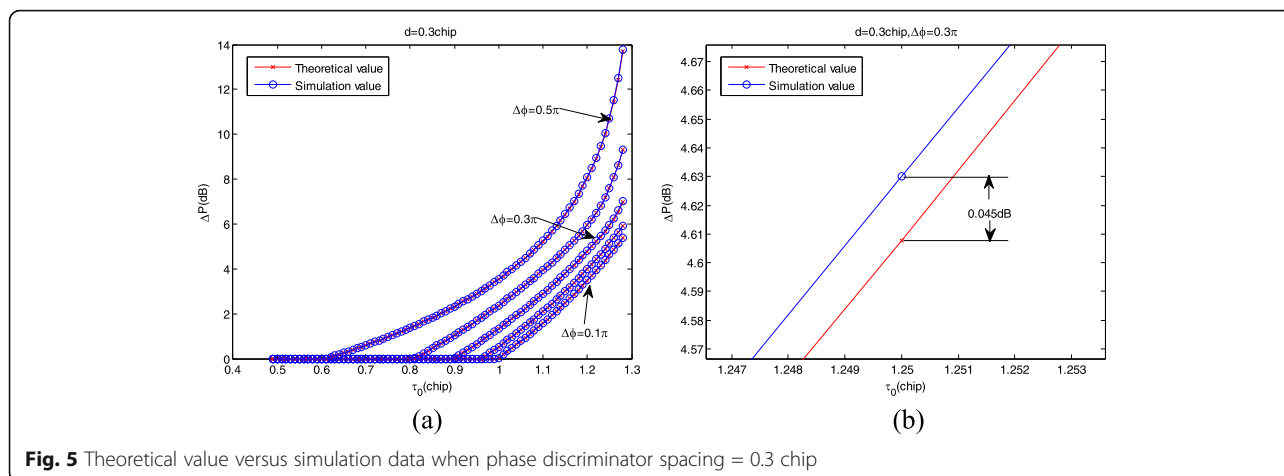 d=0.3chip
14
12
10
8
6
4
2
0
ΔP(dB)
Theoretical value
Simulation value
Δϕ=0.5π
Δϕ=0.3π
Δϕ=0.1π
0.4 0.5 0.6 0.7 0.8 0.9 1 1.1 1.2 1.3
τ0(chip)
(a)
d=0.3chip,Δϕ=0.3π
4.67
4.66
4.65
4.64
4.63
4.62
4.61
4.6
4.59
4.58
4.57
ΔP(dB)
Theoretical value
Simulation value
0.045dB
1.247 1.248 1.249 1.25 1.251 1.252 1.253
τ0(chip)
(b)
Fig. 5 Theoretical value versus simulation data when phase discriminator spacing = 0.3 chip